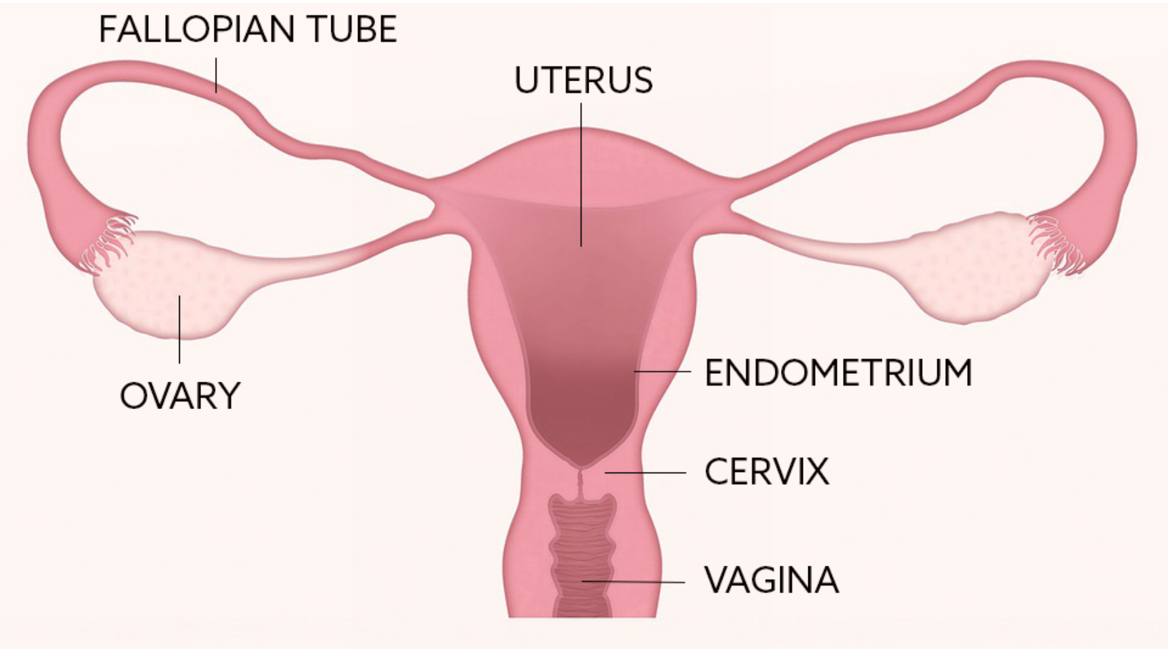 FALLOPIAN TUBE
UTERUS
OVARY
ENDOMETRIUM
CERVIX
VAGINA